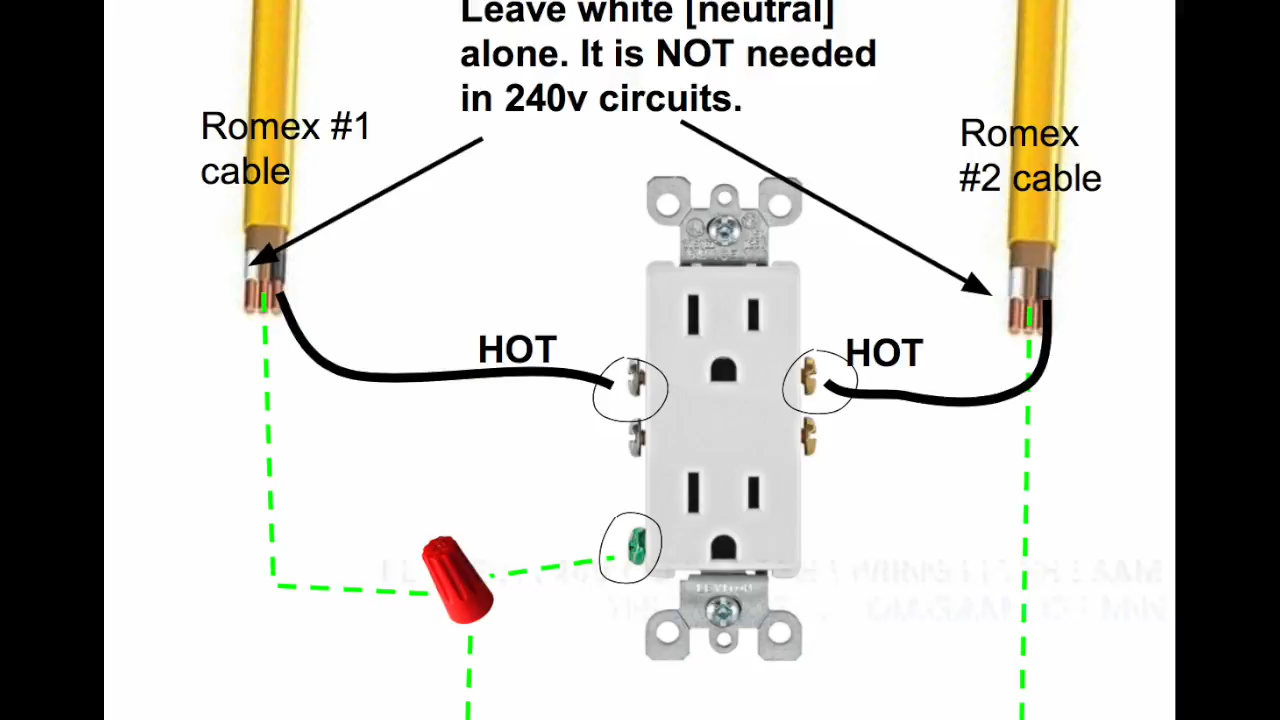 Leave white [neutral]
alone. It is NOT needed
in 240v circuits.
Romex #1
cable
Romex
#2 cable
HOT
HOT